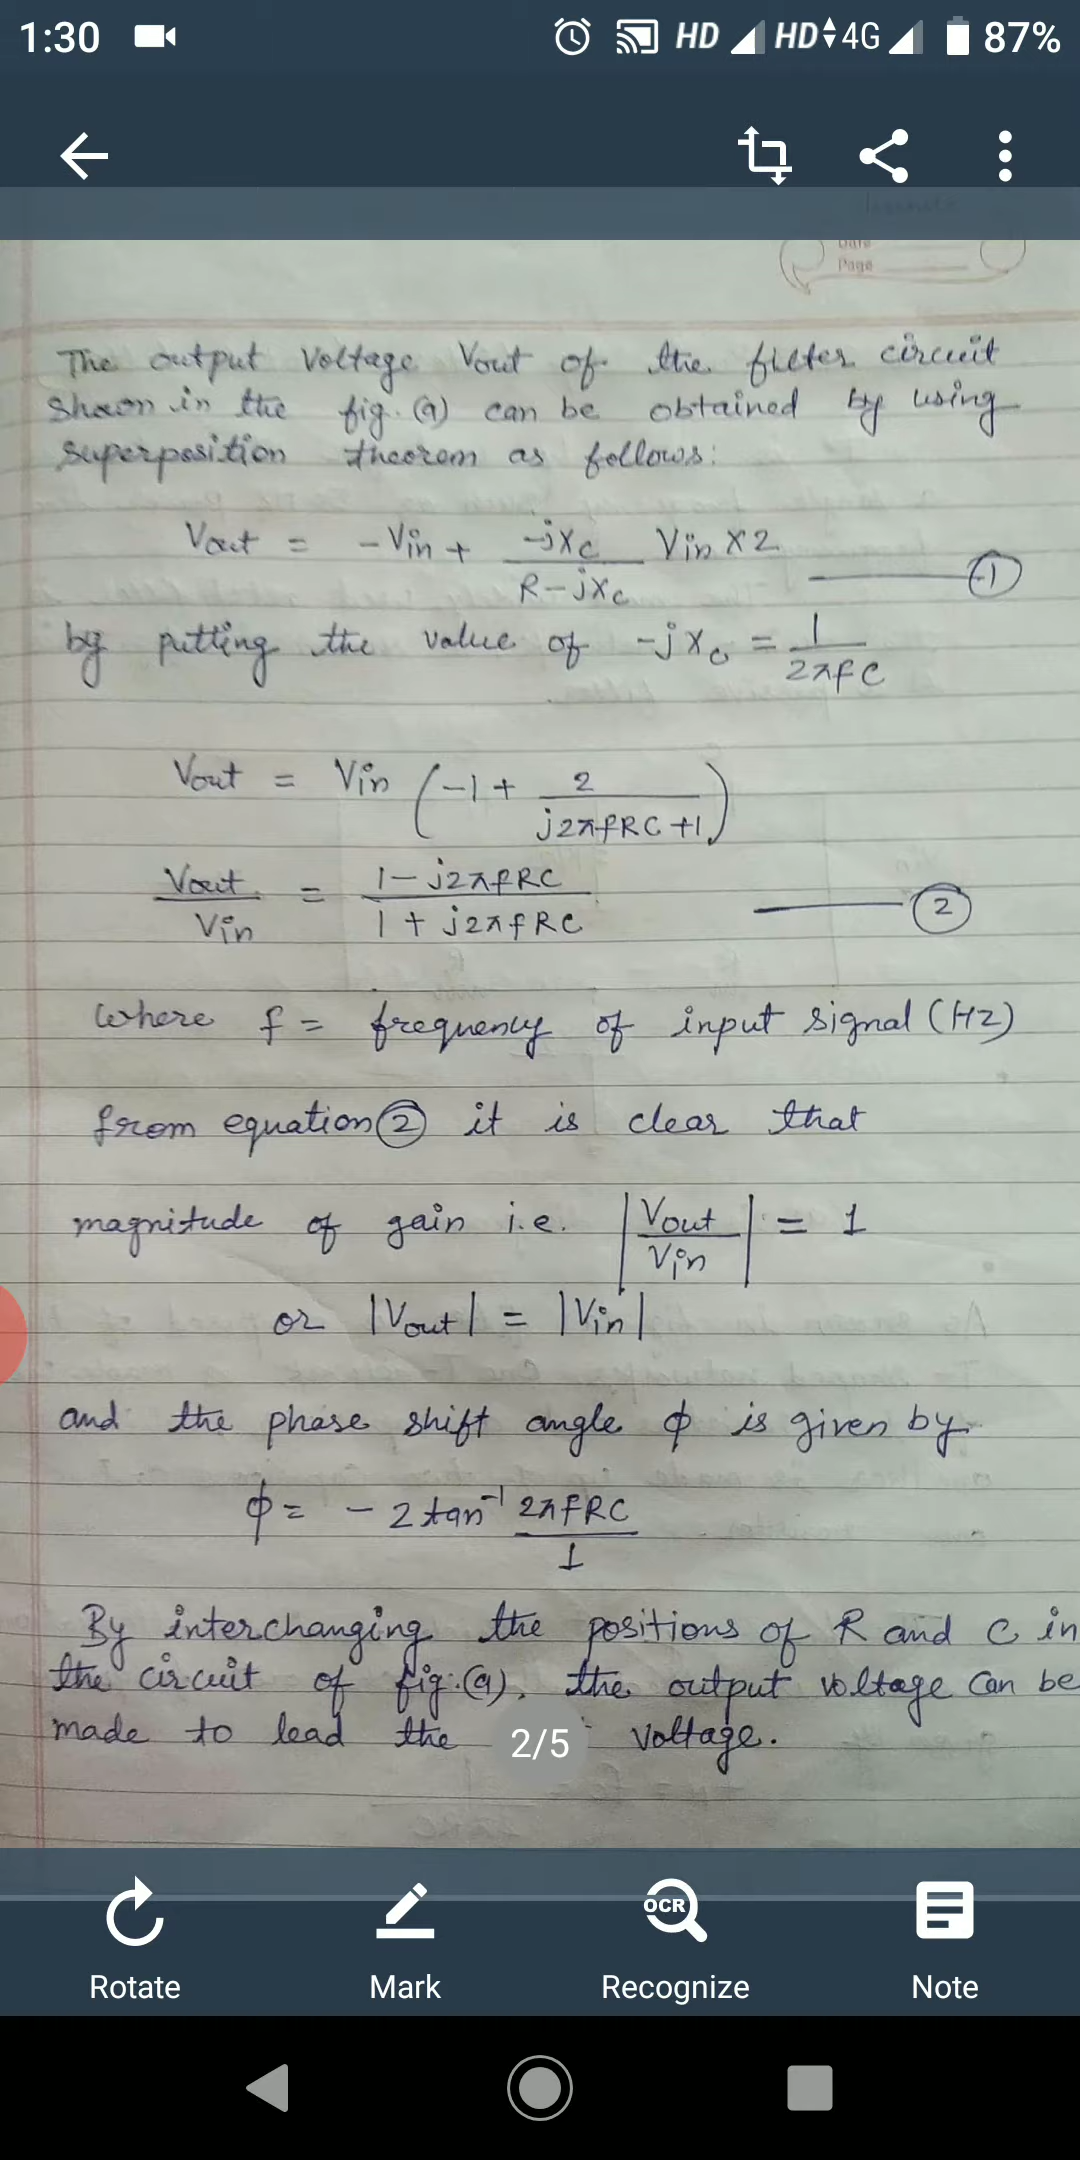 1:30 HD HD 4G 87%
Date
Page
The output Voltage Vout of the filter circuit
shown in the fig. (a) can be obtained by using
superposition theorem as follows:
Vout = -Vin + -jXc / R-jXc Vin X 2 ——— ①
by putting the value of -jXc = 1 / 2πfC
Vout = Vin (-1 + 2 / j2πfRC +1)
Vout / Vin = 1- j2πfRC / 1 + j2πfRC ——— ②
where f = frequency of input signal (Hz)
from equation ② it is clear that
magnitude of gain i.e. |Vout / Vin| = 1
or |Vout| = |Vin|
and the phase shift angle φ is given by
φ = - 2 tan⁻¹ 2πfRC / 1
By interchanging the positions of R and C in
the circuit of fig.(a), the output voltage can be
made to lead the voltage.
2/5
Rotate Mark OCR Recognize Note